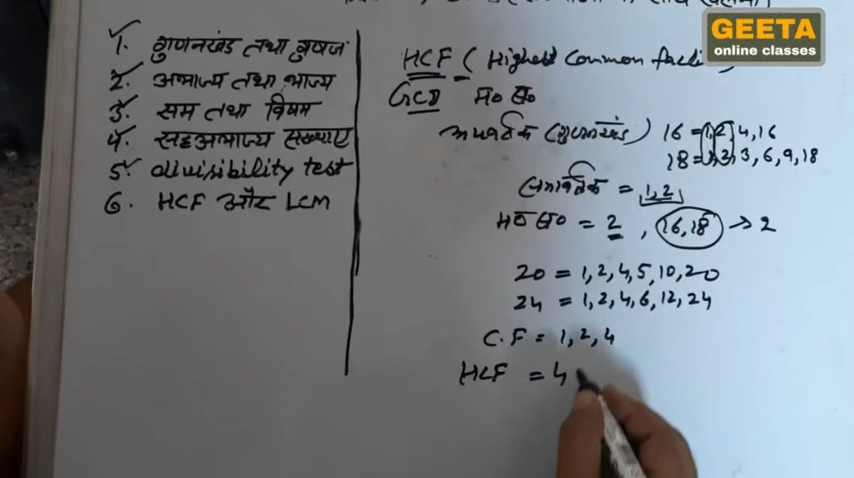 GEETA
online classes
1. गुणनखंड तथा गुणज
2. अभाज्य तथा भाज्य
3. सम तथा विषम
4. सहअभाज्य संख्याए
5. divisibility test
6. HCF और LCM
HCF ( Highest Common
GCD म० स०
अपवर्तक (गुणनखंड) 16 = 1, 2, 4, 16
18 = 1, 2, 3, 6, 9, 18
समापवर्तक = 1, 2
म० स० = 2 , 16, 18 → 2
20 = 1, 2, 4, 5, 10, 20
24 = 1, 2, 4, 6, 12, 24
C.F = 1, 2, 4
HCF = 4